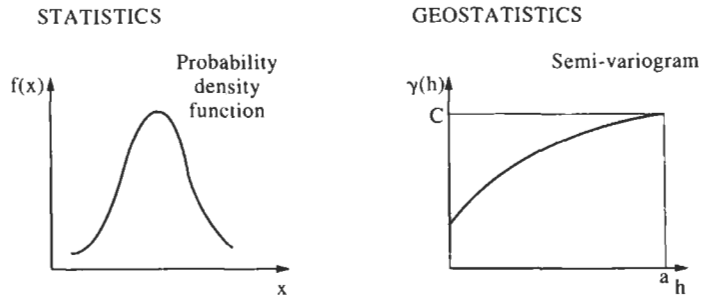 STATISTICS
Probability
density
function
f(x)
x
GEOSTATISTICS
Semi-variogram
γ(h)
C
a
h